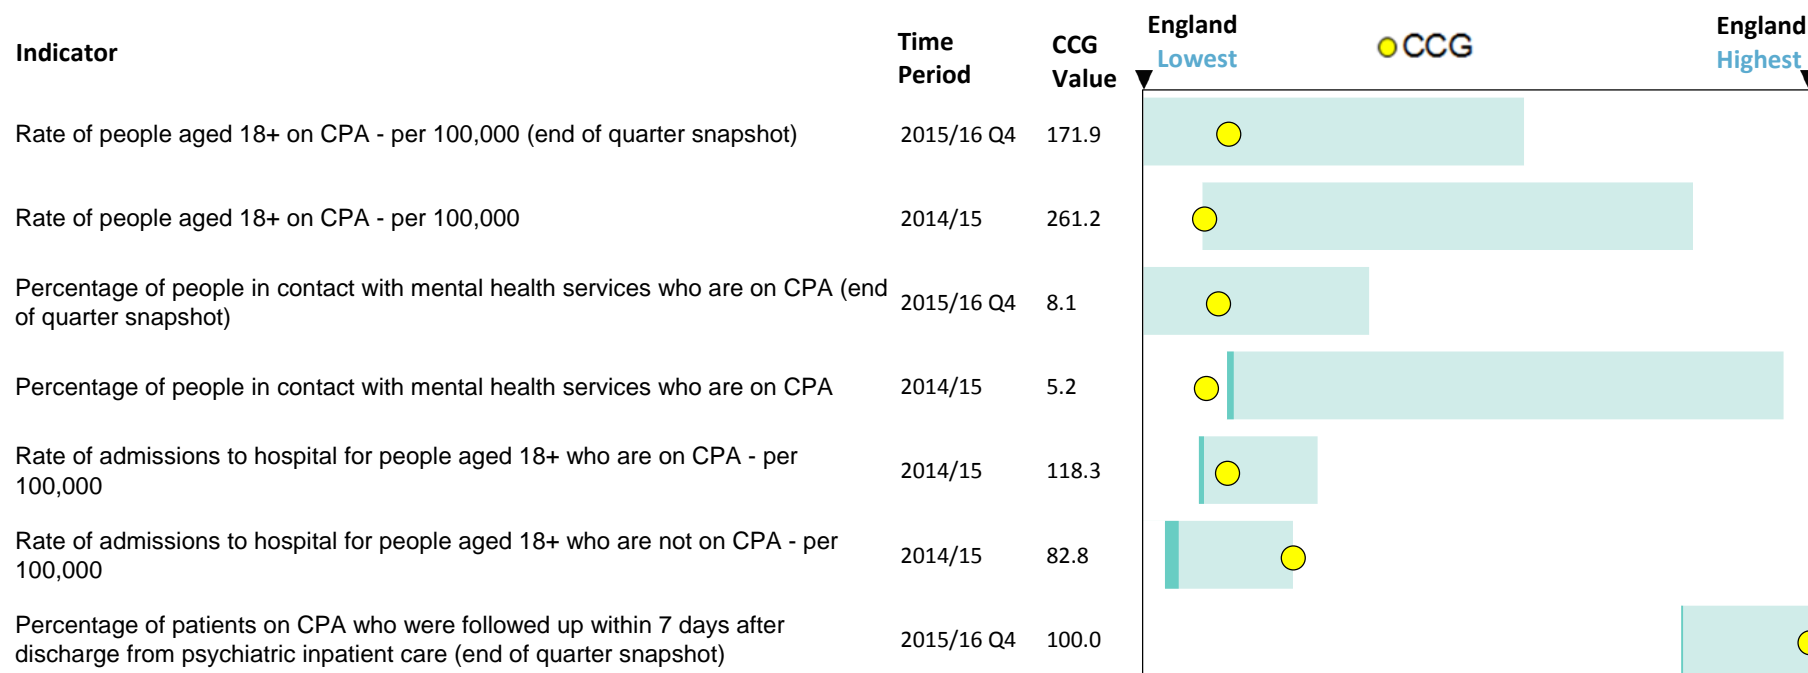 Indicator
Time Period
CCG Value
England Lowest
CCG
England Highest
Rate of people aged 18+ on CPA - per 100,000 (end of quarter snapshot)
2015/16 Q4
171.9
Rate of people aged 18+ on CPA - per 100,000
2014/15
261.2
Percentage of people in contact with mental health services who are on CPA (end
of quarter snapshot)
2015/16 Q4
8.1
Percentage of people in contact with mental health services who are on CPA
2014/15
5.2
Rate of admissions to hospital for people aged 18+ who are on CPA - per
100,000
2014/15
118.3
Rate of admissions to hospital for people aged 18+ who are not on CPA - per
100,000
2014/15
82.8
Percentage of patients on CPA who were followed up within 7 days after
discharge from psychiatric inpatient care (end of quarter snapshot)
2015/16 Q4
100.0